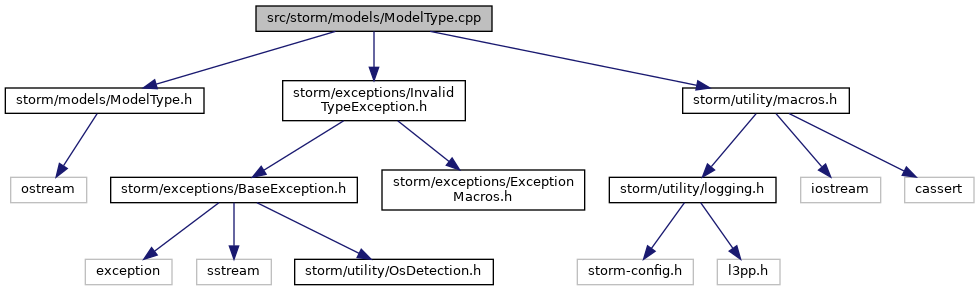 src/storm/models/ModelType.cpp
storm/models/ModelType.h
storm/exceptions/Invalid
TypeException.h
storm/utility/macros.h
ostream
storm/exceptions/BaseException.h
storm/exceptions/Exception
Macros.h
storm/utility/logging.h
iostream
cassert
exception
sstream
storm/utility/OsDetection.h
storm-config.h
l3pp.h